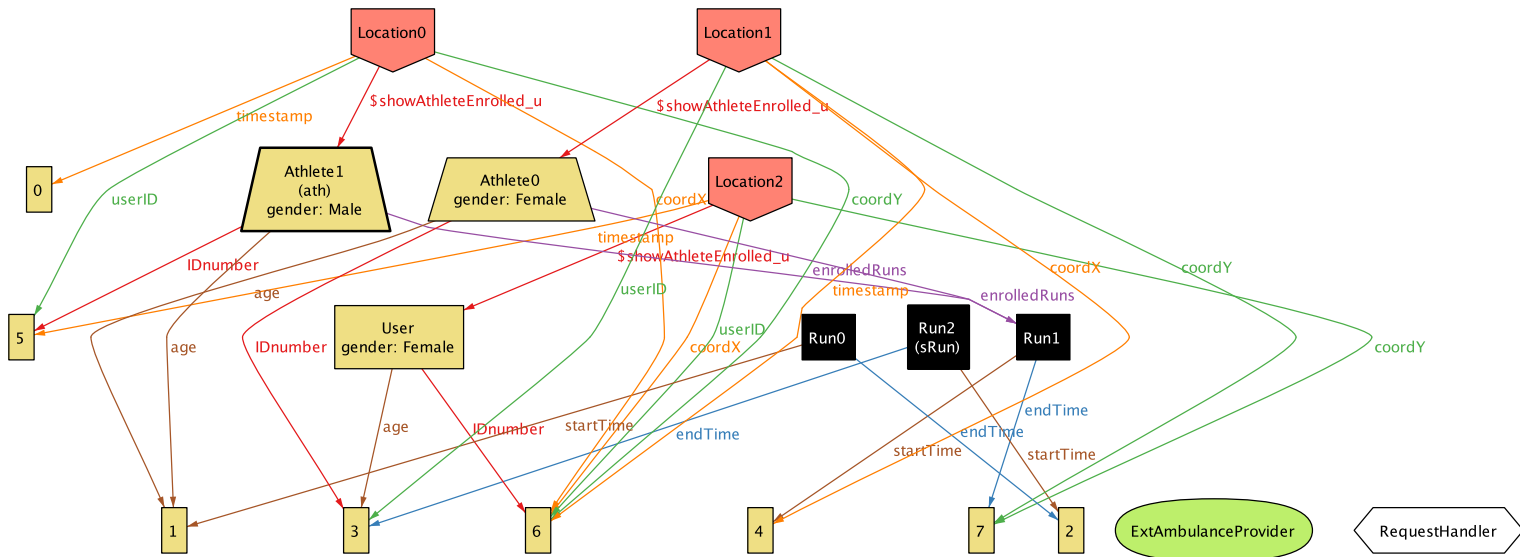 Location0
Location1
$showAthleteEnrolled_u
$showAthleteEnrolled_u
timestamp
0
Athlete1
(ath)
gender: Male
Athlete0
gender: Female
Location2
userID
coordX
coordY
timestamp
$showAthleteEnrolled_u
IDnumber
enrolledRuns
coordX
coordY
age
userID
timestamp
enrolledRuns
5
User
gender: Female
Run0
Run2
(sRun)
Run1
age
IDnumber
userID
coordX
coordY
age
IDnumber
startTime
endTime
endTime
endTime
startTime
startTime
1
3
6
4
7
2
ExtAmbulanceProvider
RequestHandler